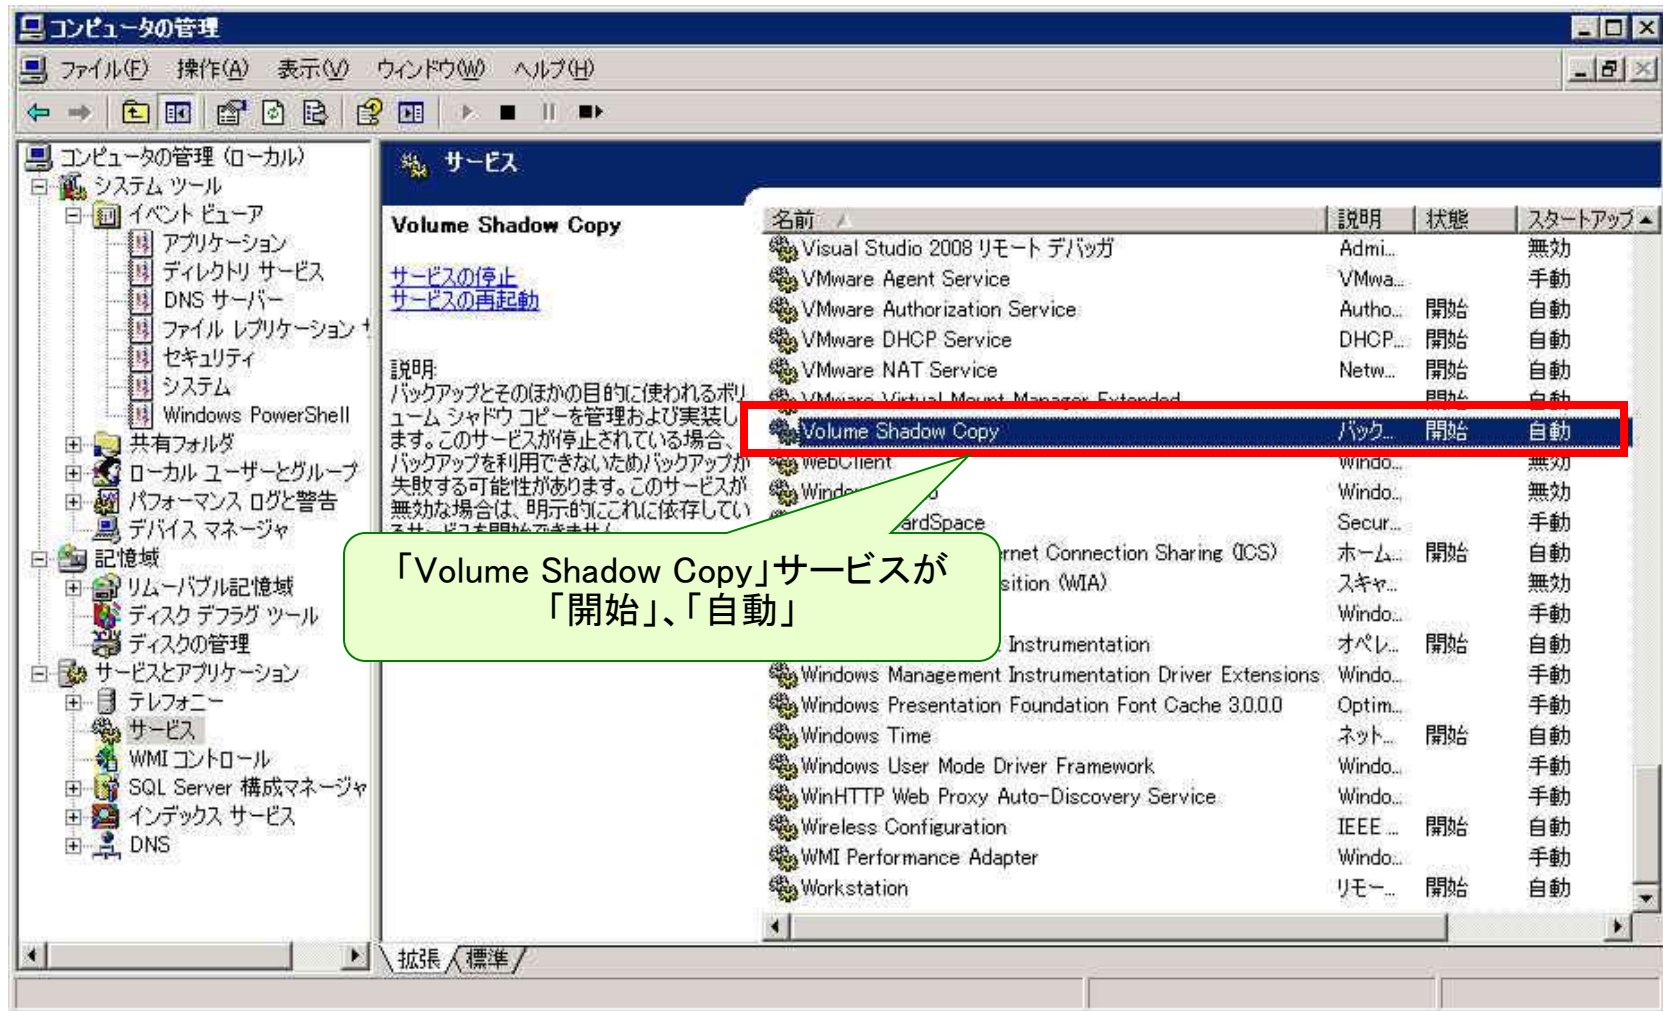 コンピュータの管理
ファイル(F) 操作(A) 表示(V) ウィンドウ(W) ヘルプ(H)
コンピュータの管理 (ローカル)
システム ツール
イベント ビューア
アプリケーション
ディレクトリ サービス
DNS サーバー
ファイル レプリケーション
セキュリティ
システム
Windows PowerShell
共有フォルダ
ローカル ユーザーとグループ
パフォーマンス ログと警告
デバイス マネージャ
記憶域
リムーバブル記憶域
ディスク デフラグ ツール
ディスクの管理
サービスとアプリケーション
テレフォニー
サービス
WMI コントロール
SQL Server 構成マネージャ
インデックス サービス
DNS
サービス
Volume Shadow Copy
サービスの停止
サービスの再起動
説明:
バックアップとそのほかの目的に使われるボリ
ューム シャドウ コピーを管理および実装し
ます。このサービスが停止されている場合、
バックアップを利用できないためバックアップが
失敗する可能性があります。このサービスが
無効な場合は、明示的にこれに依存してい
るサービスを開始できません
名前 説明 状態 スタートアップ
Visual Studio 2008 リモート デバッガ Admi... 無効
VMware Agent Service VMwa... 手動
VMware Authorization Service Autho... 開始 自動
VMware DHCP Service DHCP... 開始 自動
VMware NAT Service Netw... 開始 自動
VMware Virtual Mount Manager Extended 開始 自動
Volume Shadow Copy バック... 開始 自動
WebClient Windo... 無効
Window Windo... 無効
ardSpace Secur... 手動
rnet Connection Sharing (ICS) ホーム... 開始 自動
sition (WIA) スキャ... 無効
Windo... 手動
Instrumentation オペレ... 開始 自動
Windows Management Instrumentation Driver Extensions Windo... 手動
Windows Presentation Foundation Font Cache 3.0.0.0 Optim... 手動
Windows Time ネット... 開始 自動
Windows User Mode Driver Framework Windo... 手動
WinHTTP Web Proxy Auto-Discovery Service Windo... 手動
Wireless Configuration IEEE ... 開始 自動
WMI Performance Adapter Windo... 手動
Workstation リモー... 開始 自動
「Volume Shadow Copy」サービスが
「開始」、「自動」
拡張 標準